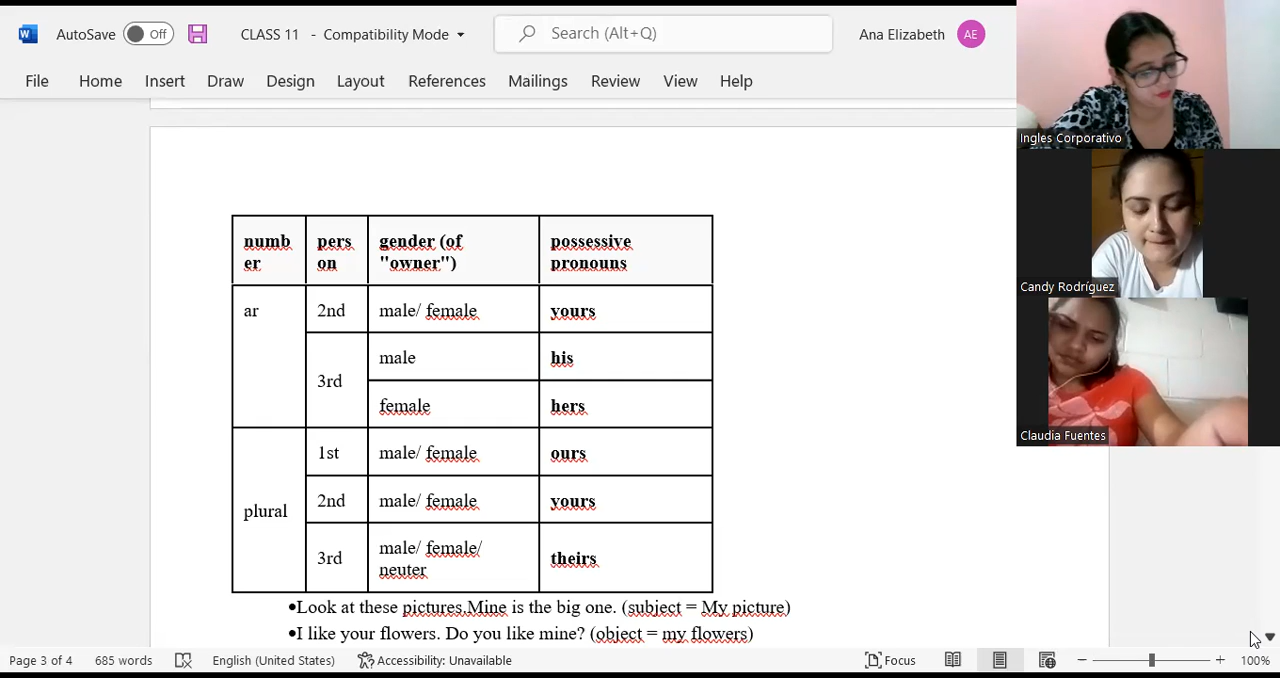 AutoSave Off CLASS 11 - Compatibility Mode Search (Alt+Q) Ana Elizabeth AE
File Home Insert Draw Design Layout References Mailings Review View Help
Ingles Corporativo
Candy Rodríguez
Claudia Fuentes
numb
er
pers
on
gender (of
"owner")
possessive
pronouns
ar 2nd male/ female yours
3rd male his
female hers
plural 1st male/ female ours
2nd male/ female yours
3rd male/ female/
neuter theirs
•Look at these pictures.Mine is the big one. (subject = My picture)
•I like your flowers. Do you like mine? (object = my flowers)
Page 3 of 4 685 words English (United States) Accessibility: Unavailable Focus 100%